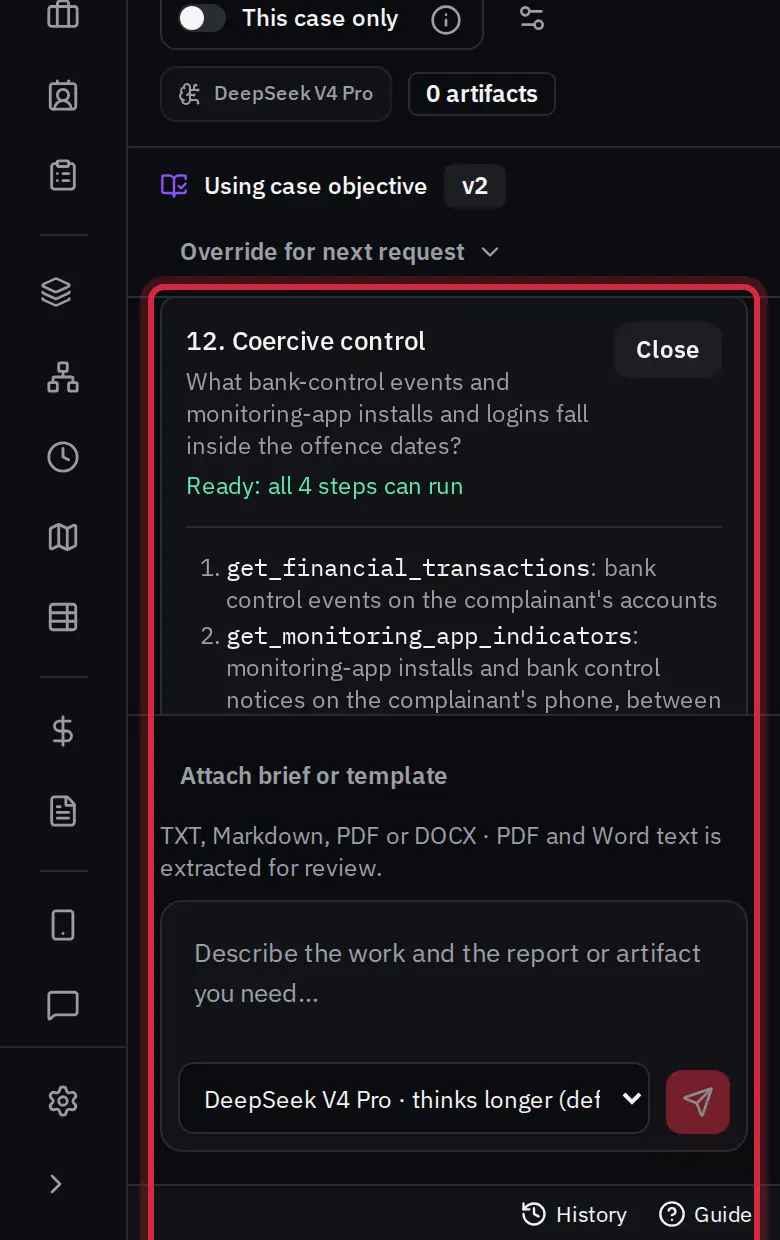 This case only
DeepSeek V4 Pro
0 artifacts
Using case objective
v2
Override for next request
12. Coercive control
Close
What bank-control events and
monitoring-app installs and logins fall
inside the offence dates?
Ready: all 4 steps can run
1. get_financial_transactions: bank
control events on the complainant's accounts
2. get_monitoring_app_indicators:
monitoring-app installs and bank control
notices on the complainant's phone, between
Attach brief or template
TXT, Markdown, PDF or DOCX · PDF and Word text is
extracted for review.
Describe the work and the report or artifact
you need...
DeepSeek V4 Pro · thinks longer (def
History
Guide